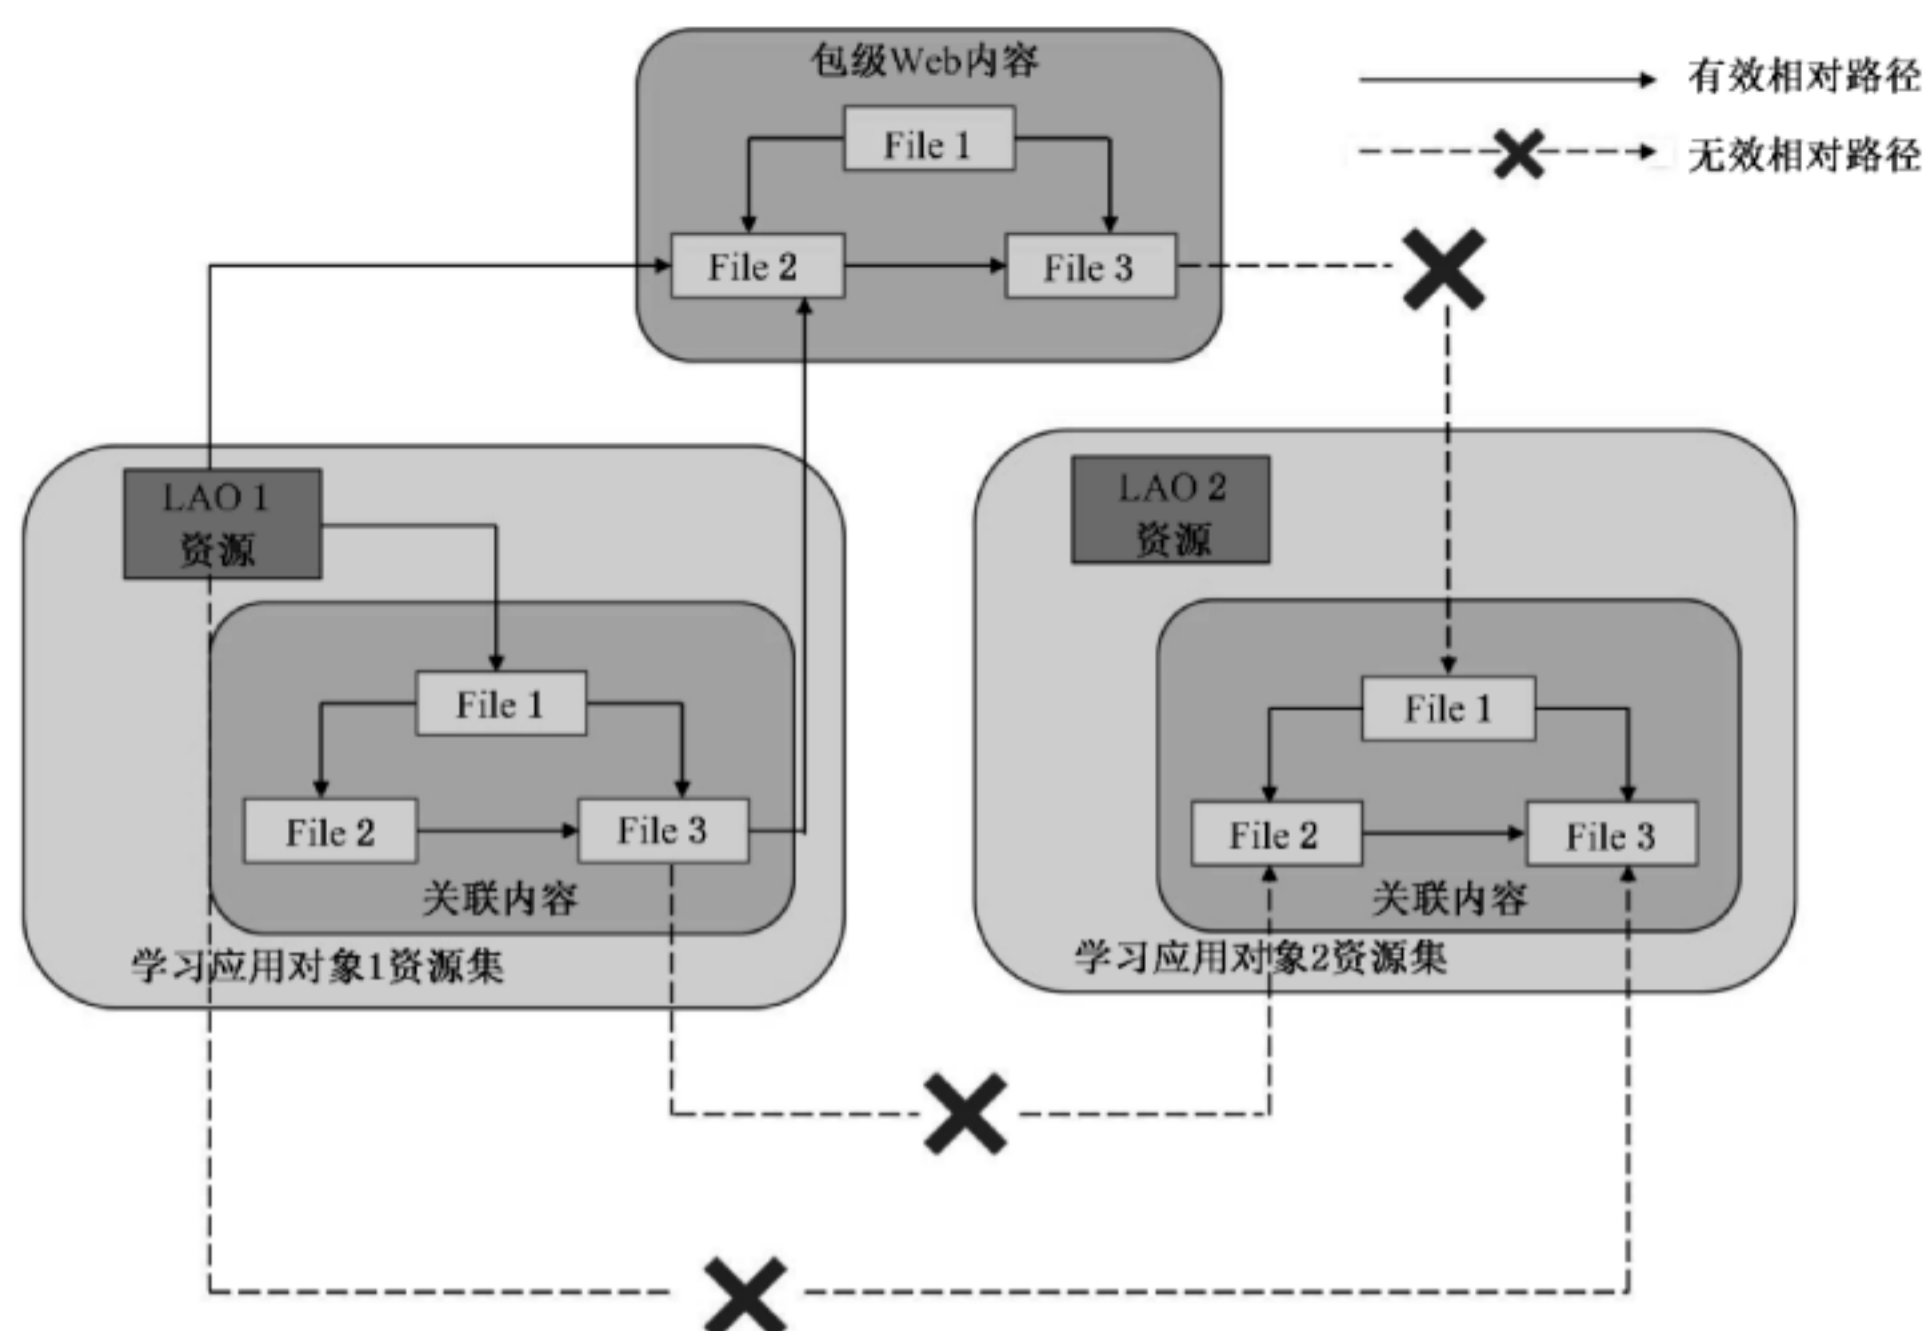 包级Web内容
有效相对路径
File 1
无效相对路径
File 2
File 3
LAO 1
资源
LAO 2
资源
File 1
File 1
File 2
File 3
File 2
File 3
关联内容
关联内容
学习应用对象1资源集
学习应用对象2资源集